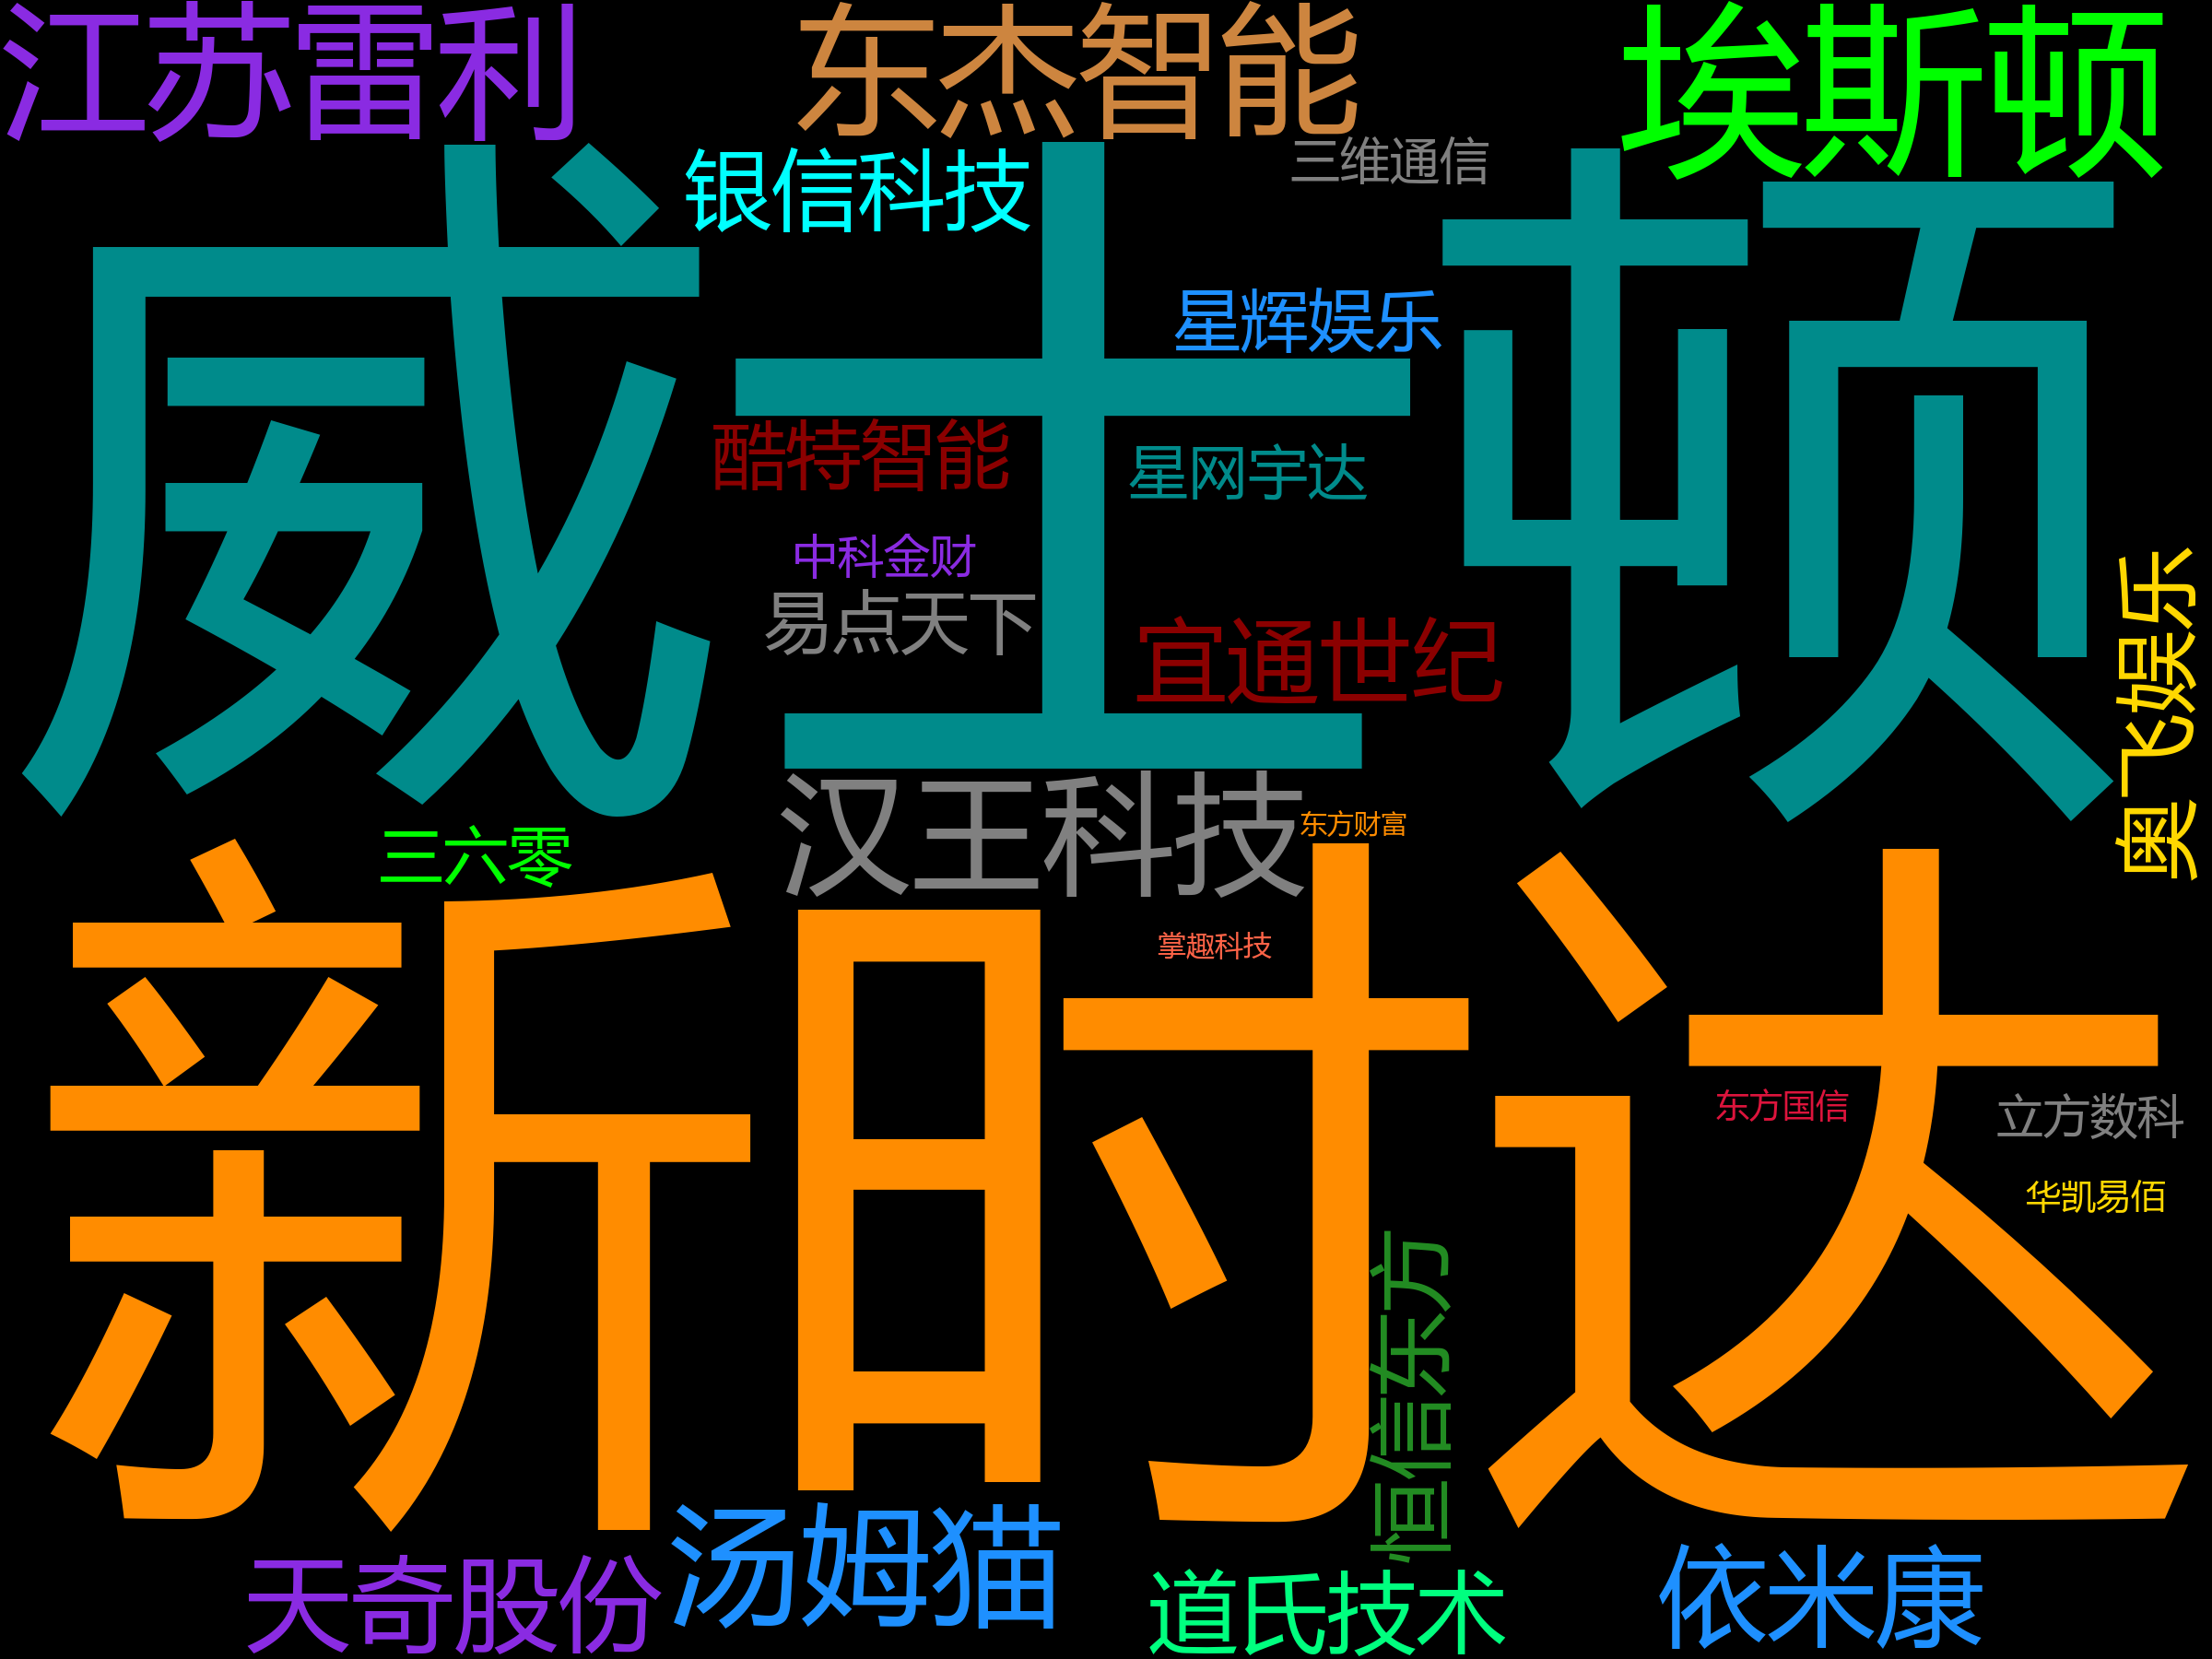 江苏雷利
东杰智能
埃斯顿
三维通信
银信科技
威士顿
星辉娱乐
酷特智能
星网宇达
中科金财
易点天下
宣通世纪
奥飞娱乐
汉王科技
东方财富
三六零
新时达
掌趣科技
东方国信
立方数科
华凯易佰
恒信东方
汤姆猫
天奇股份
道氏技术
依米康